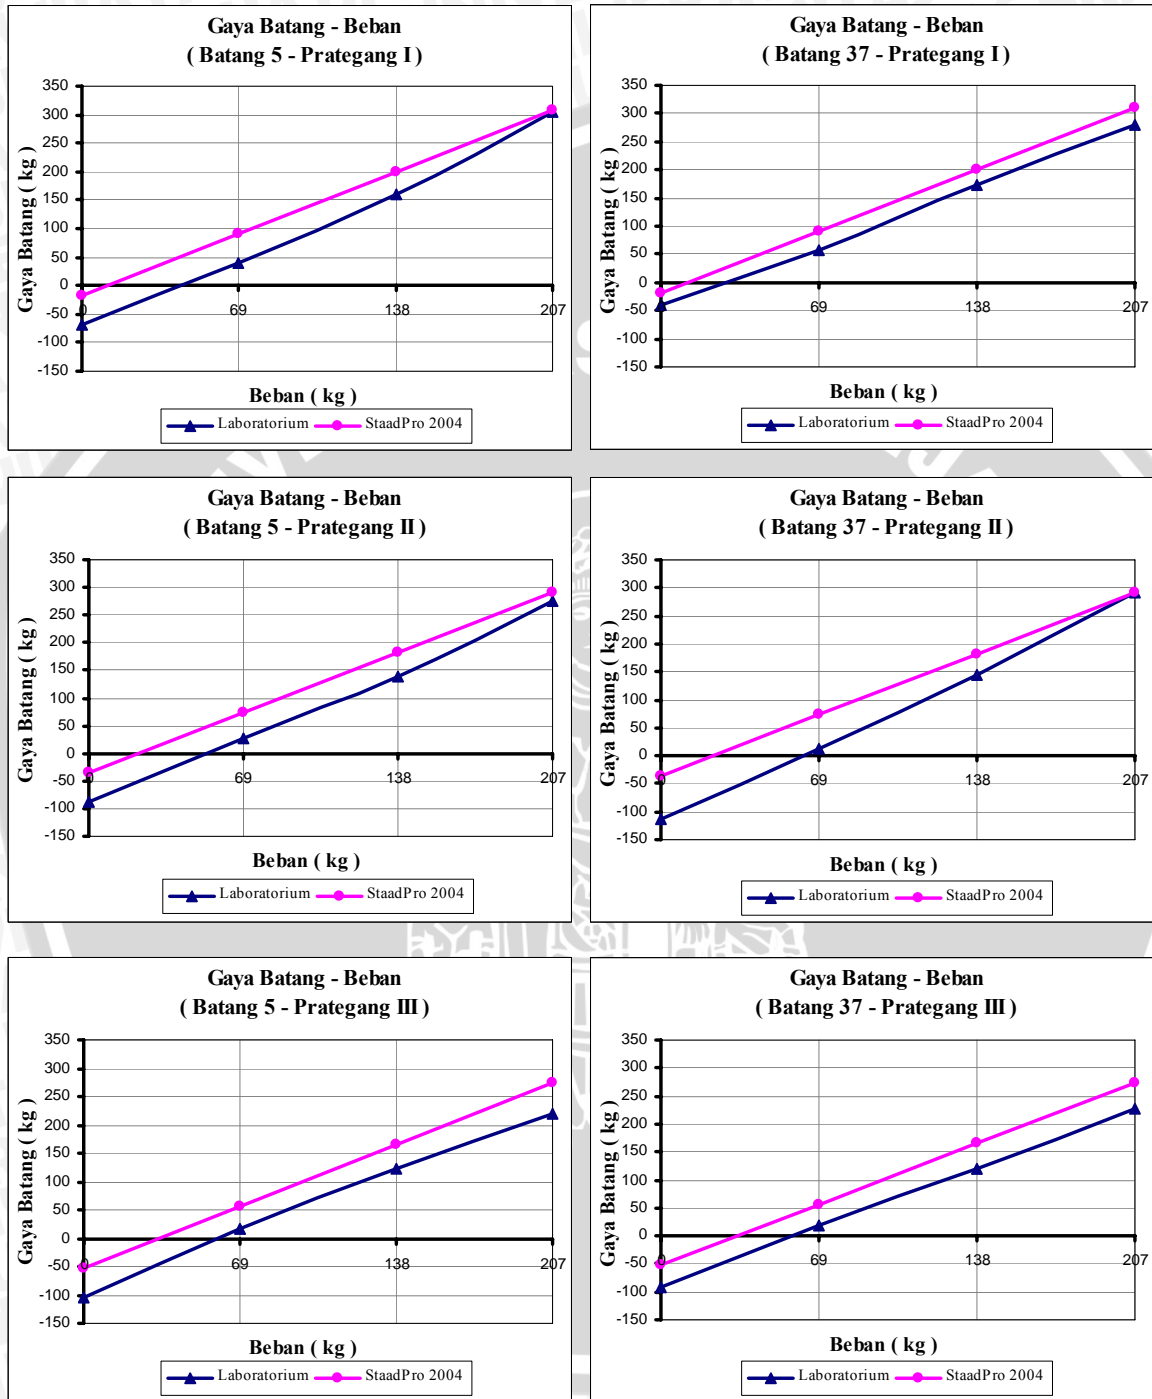 Gaya Batang - Beban
( Batang 5 - Prategang I )
350
300
250
200
150
100
50
0
-50
-100
-150
Gaya Batang ( kg )
0 69 138 207
Beban ( kg )
Laboratorium StaadPro 2004
Gaya Batang - Beban
( Batang 37 - Prategang I )
350
300
250
200
150
100
50
0
-50
-100
-150
Gaya Batang ( kg )
0 69 138 207
Beban ( kg )
Laboratorium StaadPro 2004
Gaya Batang - Beban
( Batang 5 - Prategang II )
350
300
250
200
150
100
50
0
-50
-100
-150
Gaya Batang ( kg )
0 69 138 207
Beban ( kg )
Laboratorium StaadPro 2004
Gaya Batang - Beban
( Batang 37 - Prategang II )
350
300
250
200
150
100
50
0
-50
-100
-150
Gaya Batang ( kg )
0 69 138 207
Beban ( kg )
Laboratorium StaadPro 2004
Gaya Batang - Beban
( Batang 5 - Prategang III )
350
300
250
200
150
100
50
0
-50
-100
-150
Gaya Batang ( kg )
0 69 138 207
Beban ( kg )
Laboratorium StaadPro 2004
Gaya Batang - Beban
( Batang 37 - Prategang III )
350
300
250
200
150
100
50
0
-50
-100
-150
Gaya Batang ( kg )
0 69 138 207
Beban ( kg )
Laboratorium StaadPro 2004